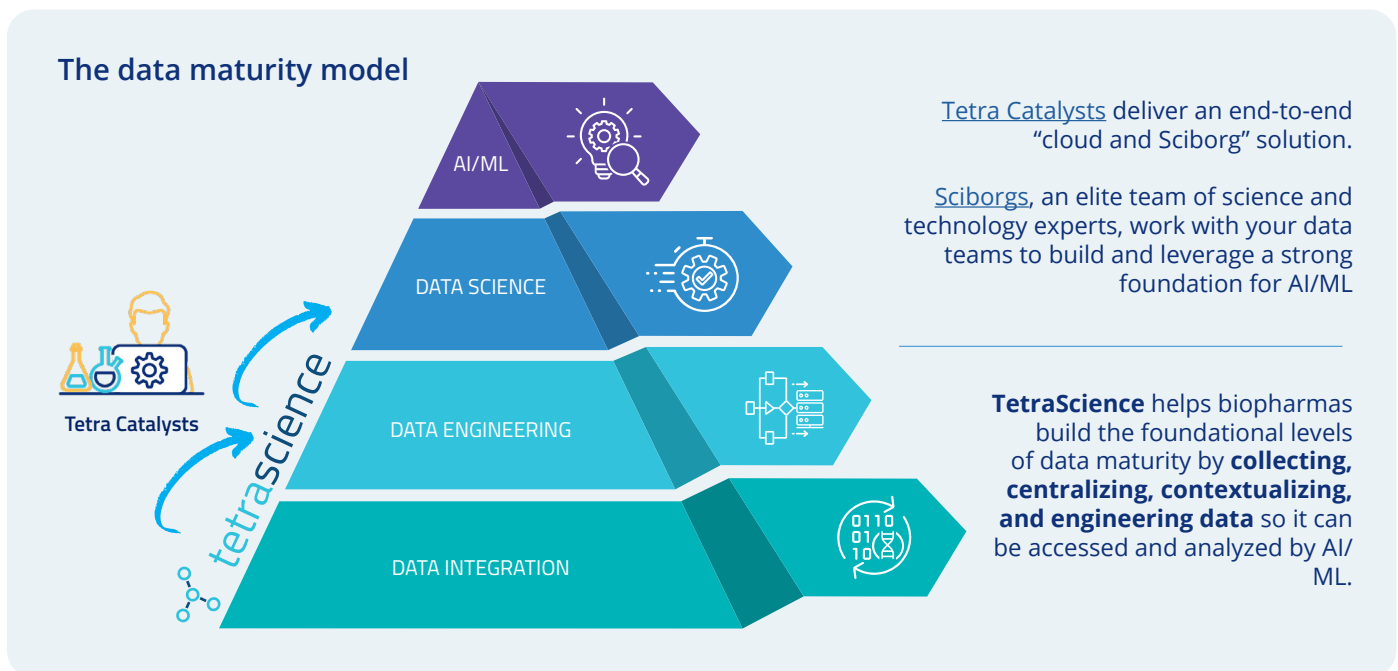 The data maturity model
AI/ML
DATA SCIENCE
DATA ENGINEERING
DATA INTEGRATION
Tetra Catalysts
tetrascience
0110
01
10
Tetra Catalysts deliver an end-to-end
“cloud and Sciborg” solution.
Sciborgs, an elite team of science and
technology experts, work with your data
teams to build and leverage a strong
foundation for AI/ML
TetraScience helps biopharmas
build the foundational levels
of data maturity by collecting,
centralizing, contextualizing,
and engineering data so it can
be accessed and analyzed by AI/
ML.